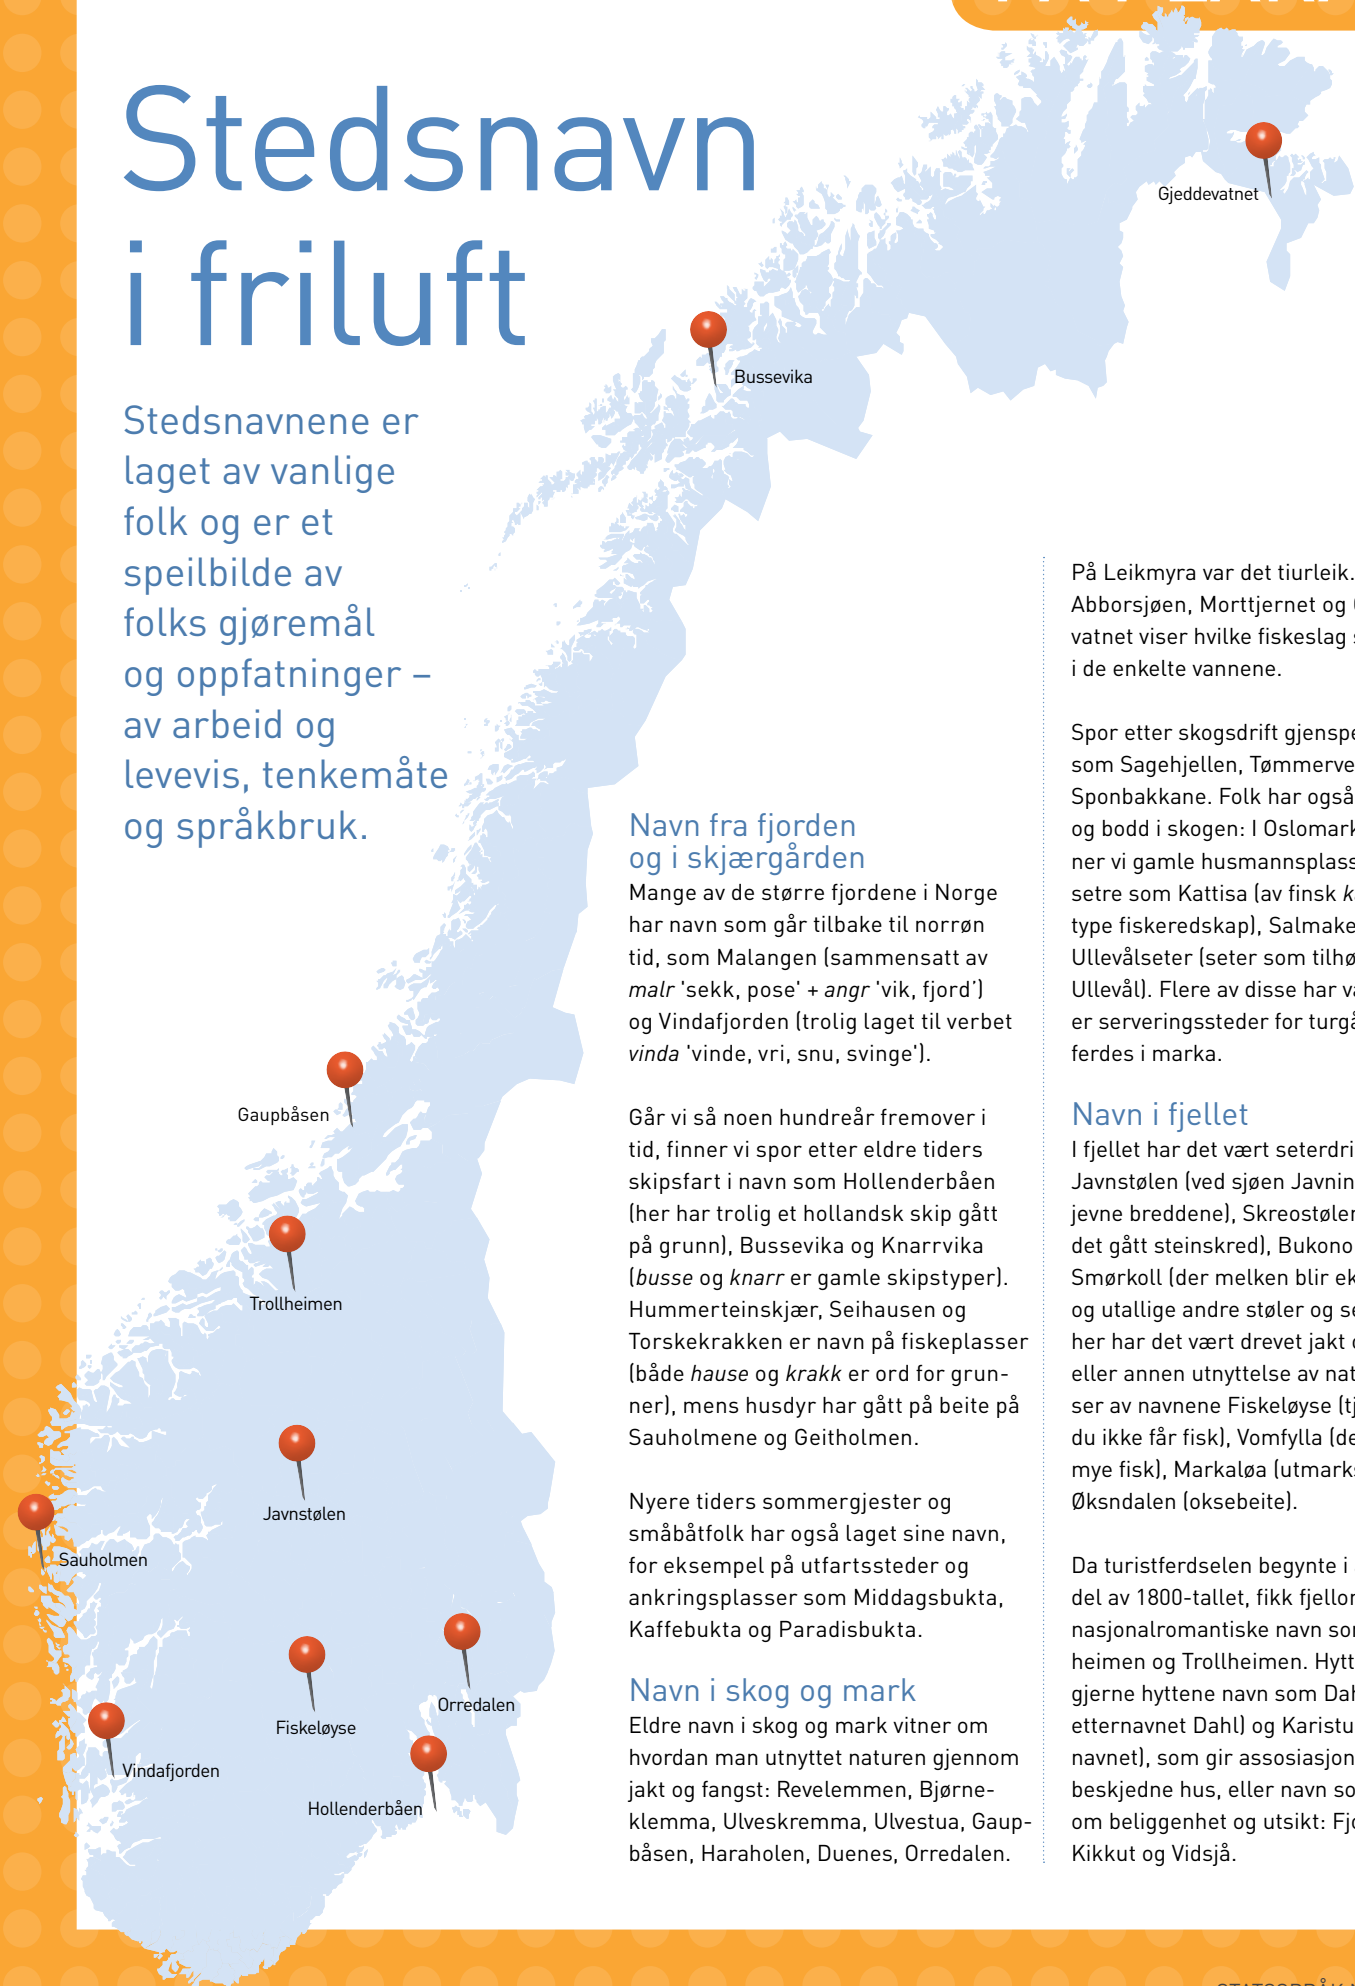 Stedsnavn
i friluft
Stedsnavnene er
laget av vanlige
folk og er et
speilbilde av
folks gjøremål
og oppfatninger –
av arbeid og
levevis, tenkemåte
og språkbruk.
Gjeddevatnet
Bussevika
Gaupbåsen
Trollheimen
Javnstølen
Sauholmen
Orredalen
Fiskeløyse
Vindafjorden
Hollenderbåen
Navn fra fjorden
og i skjærgården
Mange av de større fjordene i Norge
har navn som går tilbake til norrøn
tid, som Malangen (sammensatt av
malr 'sekk, pose' + angr 'vik, fjord’)
og Vindafjorden (trolig laget til verbet
vinda 'vinde, vri, snu, svinge').
Går vi så noen hundreår fremover i
tid, finner vi spor etter eldre tiders
skipsfart i navn som Hollenderbåen
(her har trolig et hollandsk skip gått
på grunn), Bussevika og Knarrvika
(busse og knarr er gamle skipstyper).
Hummerteinskjær, Seihausen og
Torskekrakken er navn på fiskeplasser
(både hause og krakk er ord for grun-
ner), mens husdyr har gått på beite på
Sauholmene og Geitholmen.
Nyere tiders sommergjester og
småbåtfolk har også laget sine navn,
for eksempel på utfartssteder og
ankringsplasser som Middagsbukta,
Kaffebukta og Paradisbukta.
Navn i skog og mark
Eldre navn i skog og mark vitner om
hvordan man utnyttet naturen gjennom
jakt og fangst: Revelemmen, Bjørne-
klemma, Ulveskremma, Ulvestua, Gaup-
båsen, Haraholen, Duenes, Orredalen.
På Leikmyra var det tiurleik.
Abborsjøen, Morttjernet og
vatnet viser hvilke fiskeslag
i de enkelte vannene.
Spor etter skogsdrift gjenspe
som Sagehjellen, Tømmerve
Sponbakkane. Folk har også
og bodd i skogen: I Oslomark
ner vi gamle husmannsplass
setre som Kattisa (av finsk
type fiskeredskap), Salmake
Ullevålseter (seter som tilhø
Ullevål). Flere av disse har va
er serveringssteder for turgå
ferdes i marka.
Navn i fjellet
I fjellet har det vært seterdri
Javnstølen (ved sjøen Javnin
jevne breddene), Skreostøler
det gått steinskred), Bukono
Smørkoll (der melken blir ek
og utallige andre støler og se
her har det vært drevet jakt
eller annen utnyttelse av nat
ser av navnene Fiskeløyse (tj
du ikke får fisk), Vomfylla (de
mye fisk), Markaløa (utmarks
Øksndalen (oksebeite).
Da turistferdselen begynte i
del av 1800-tallet, fikk fjellor
nasjonalromantiske navn som
heimen og Trollheimen. Hytt
gjerne hyttene navn som Dah
etternavnet Dahl) og Karistu
navnet), som gir assosiasjon
beskjedne hus, eller navn so
om beliggenhet og utsikt: Fjo
Kikkut og Vidsjå.